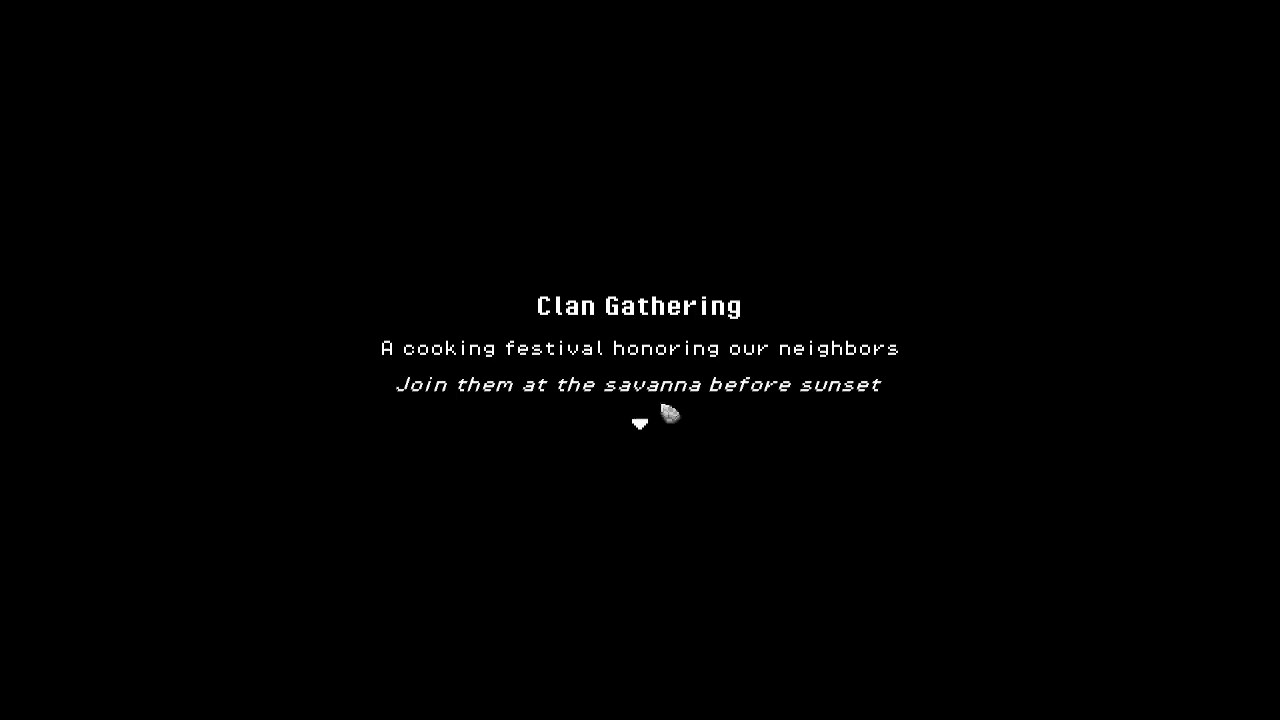 Clan Gathering
A cooking festival honoring our neighbors
Join them at the savanna before sunset